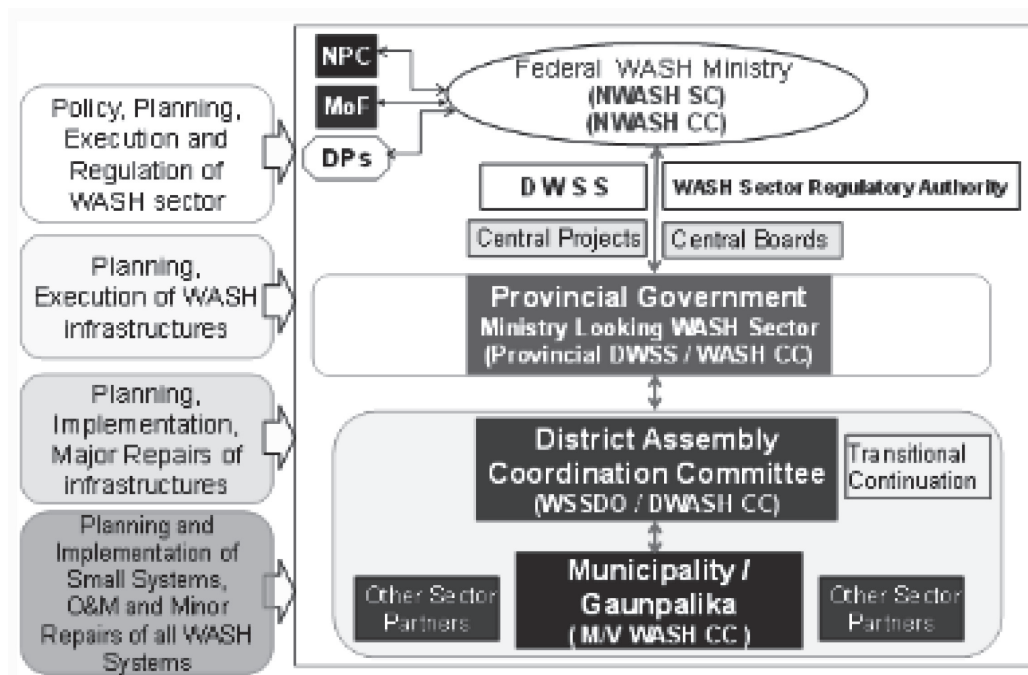 NPC
MoF
DPs
Federal WASH Ministry
(NWASH SC)
(NWASH CC)
Policy, Planning,
Execution and
Regulation of
WASH sector
DWSS
WASH Sector Regulatory Authority
Central Projects
Central Boards
Planning,
Execution of WASH
infrastructures
Provincial Government
Ministry Looking WASH Sector
(Provincial DWSS / WASH CC)
Planning,
Implementation,
Major Repairs of
infrastructures
District Assembly
Coordination Committee
(WSSDO / DWASH CC)
Transitional
Continuation
Planning and
Implementation of
Small Systems,
O&M and Minor
Repairs of all WASH
Systems
Other Sector
Partners
Municipality /
Gaunpalika
( M/V WASH CC )
Other Sector
Partners